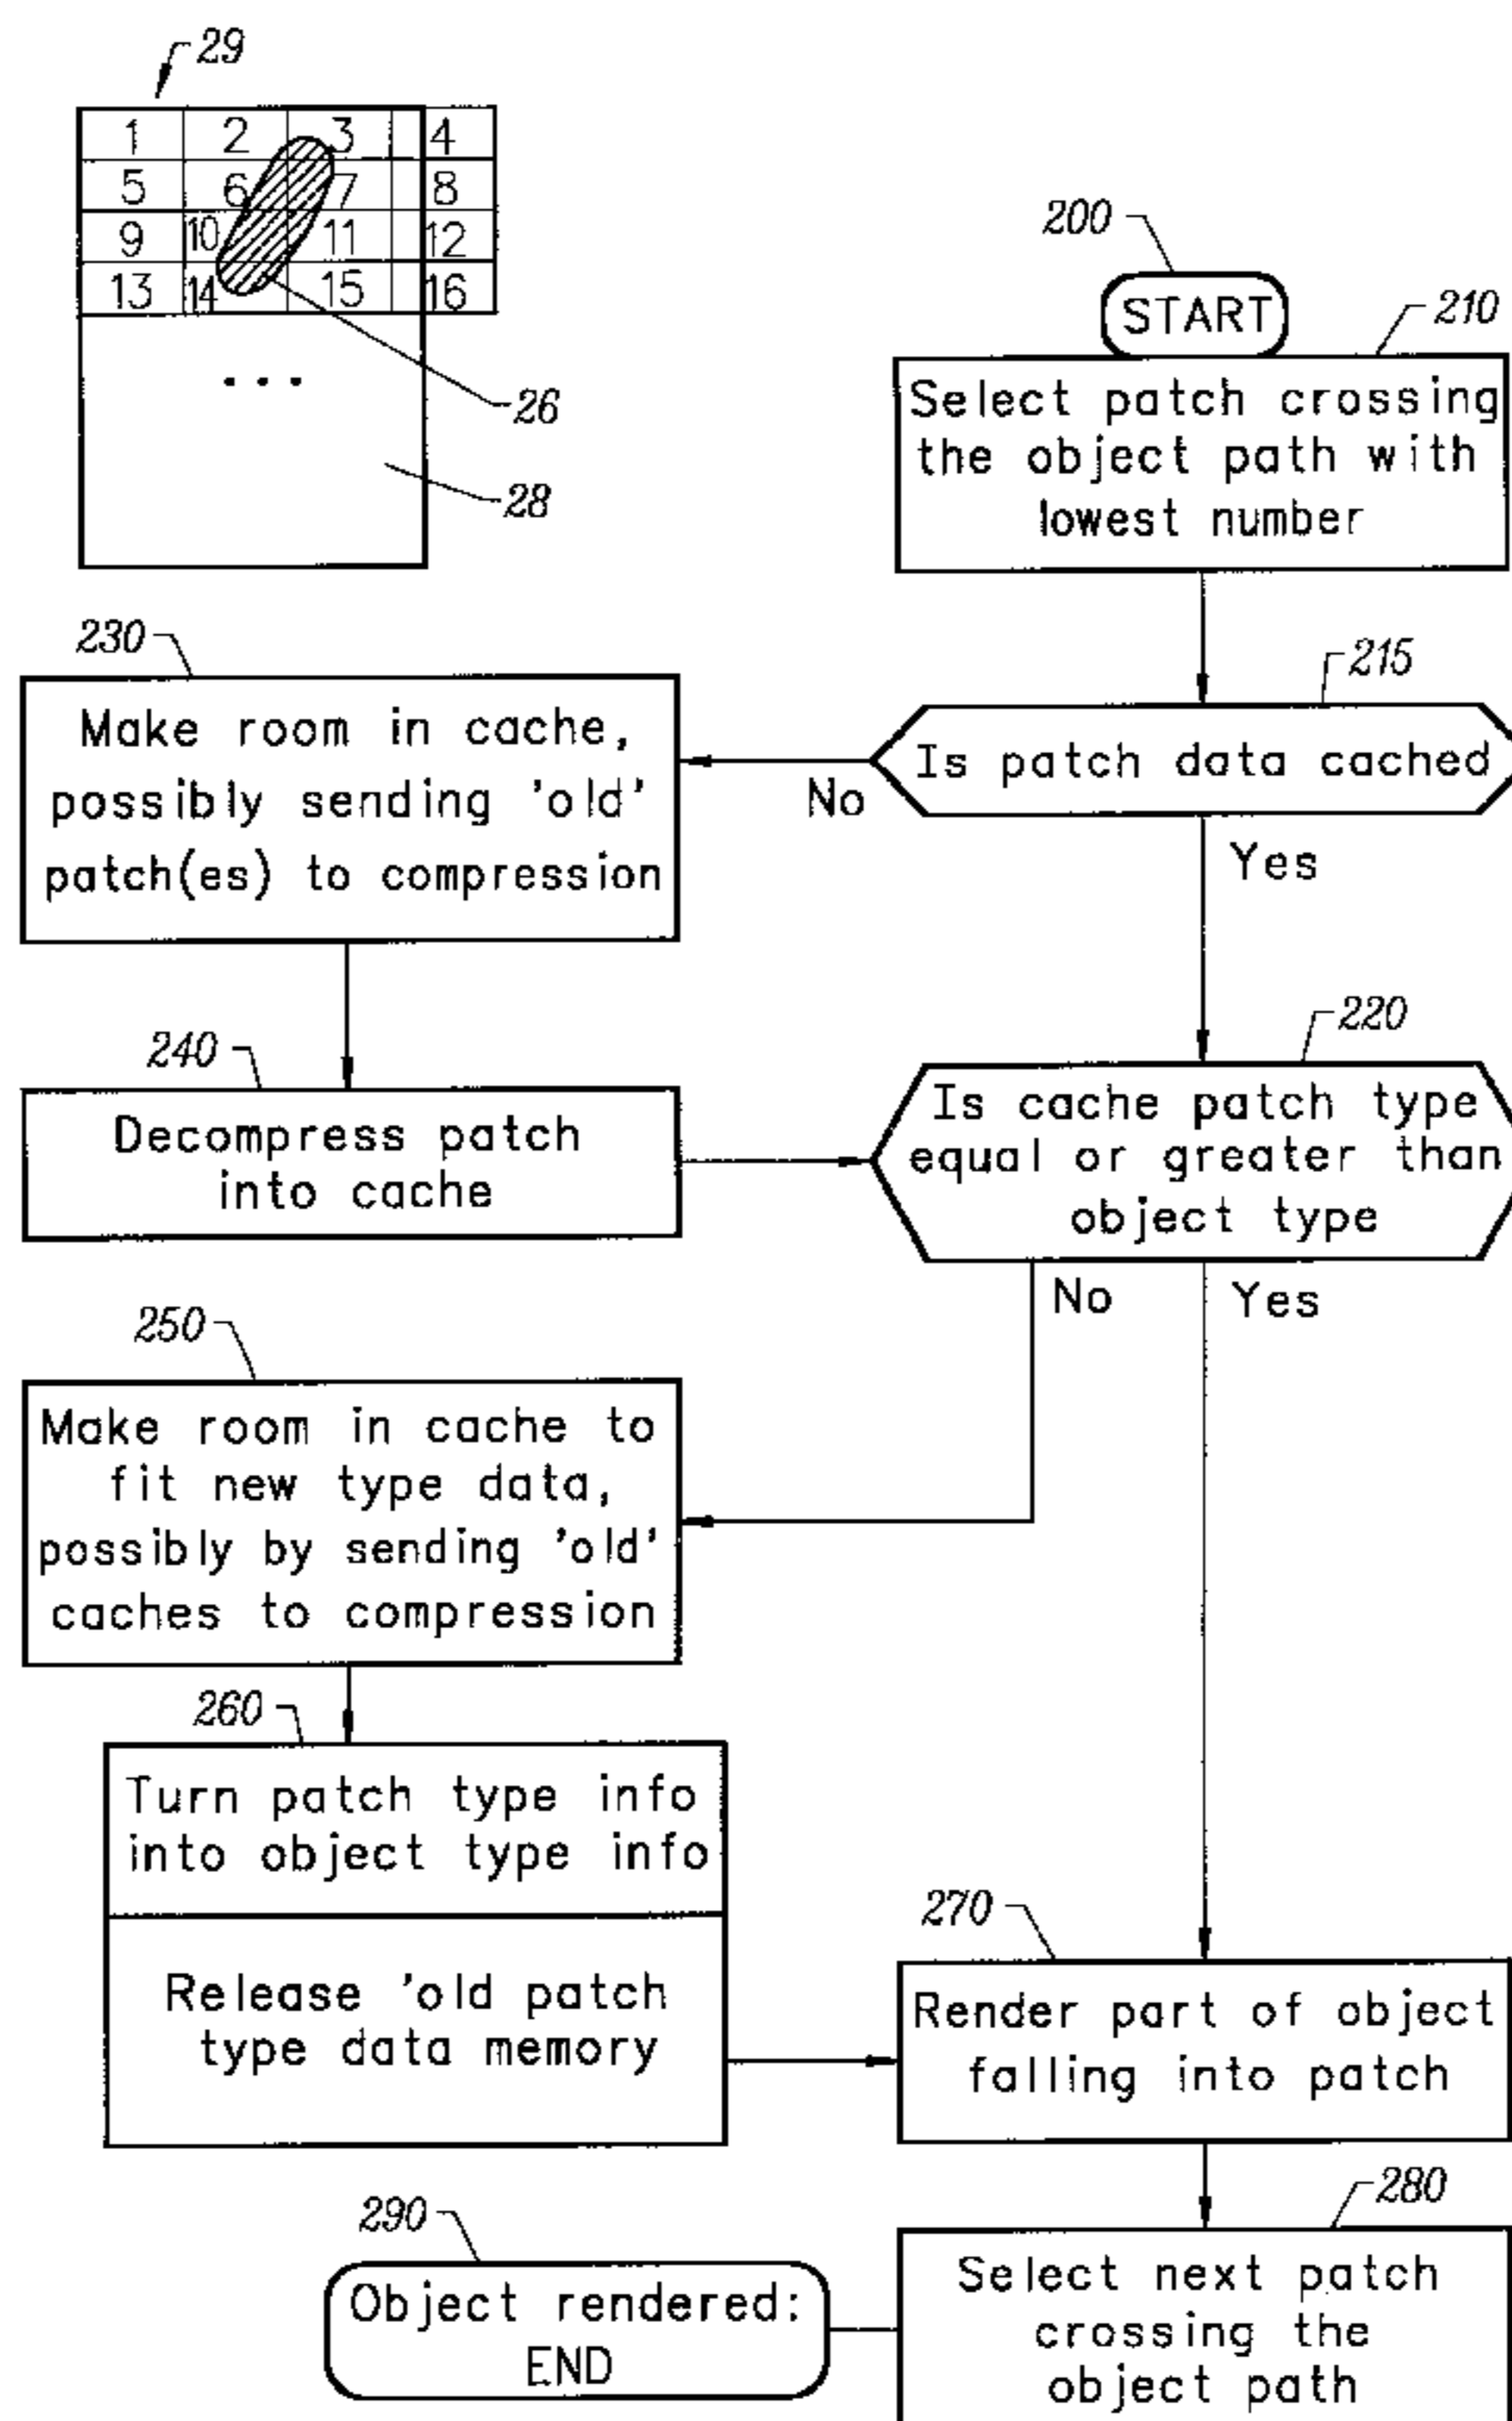 29
1 2 3 4
5 6 7 8
9 10 11 12
13 14 15 16
...
26
28
200
START
210
Select patch crossing
the object path with
lowest number
215
Is patch data cached
No
Yes
230
Make room in cache,
possibly sending 'old'
patch(es) to compression
240
Decompress patch
into cache
220
Is cache patch type
equal or greater than
object type
No
Yes
250
Make room in cache to
fit new type data,
possibly by sending 'old'
caches to compression
260
Turn patch type info
into object type info
Release 'old patch
type data memory
270
Render part of object
falling into patch
280
Select next patch
crossing the
object path
290
Object rendered:
END